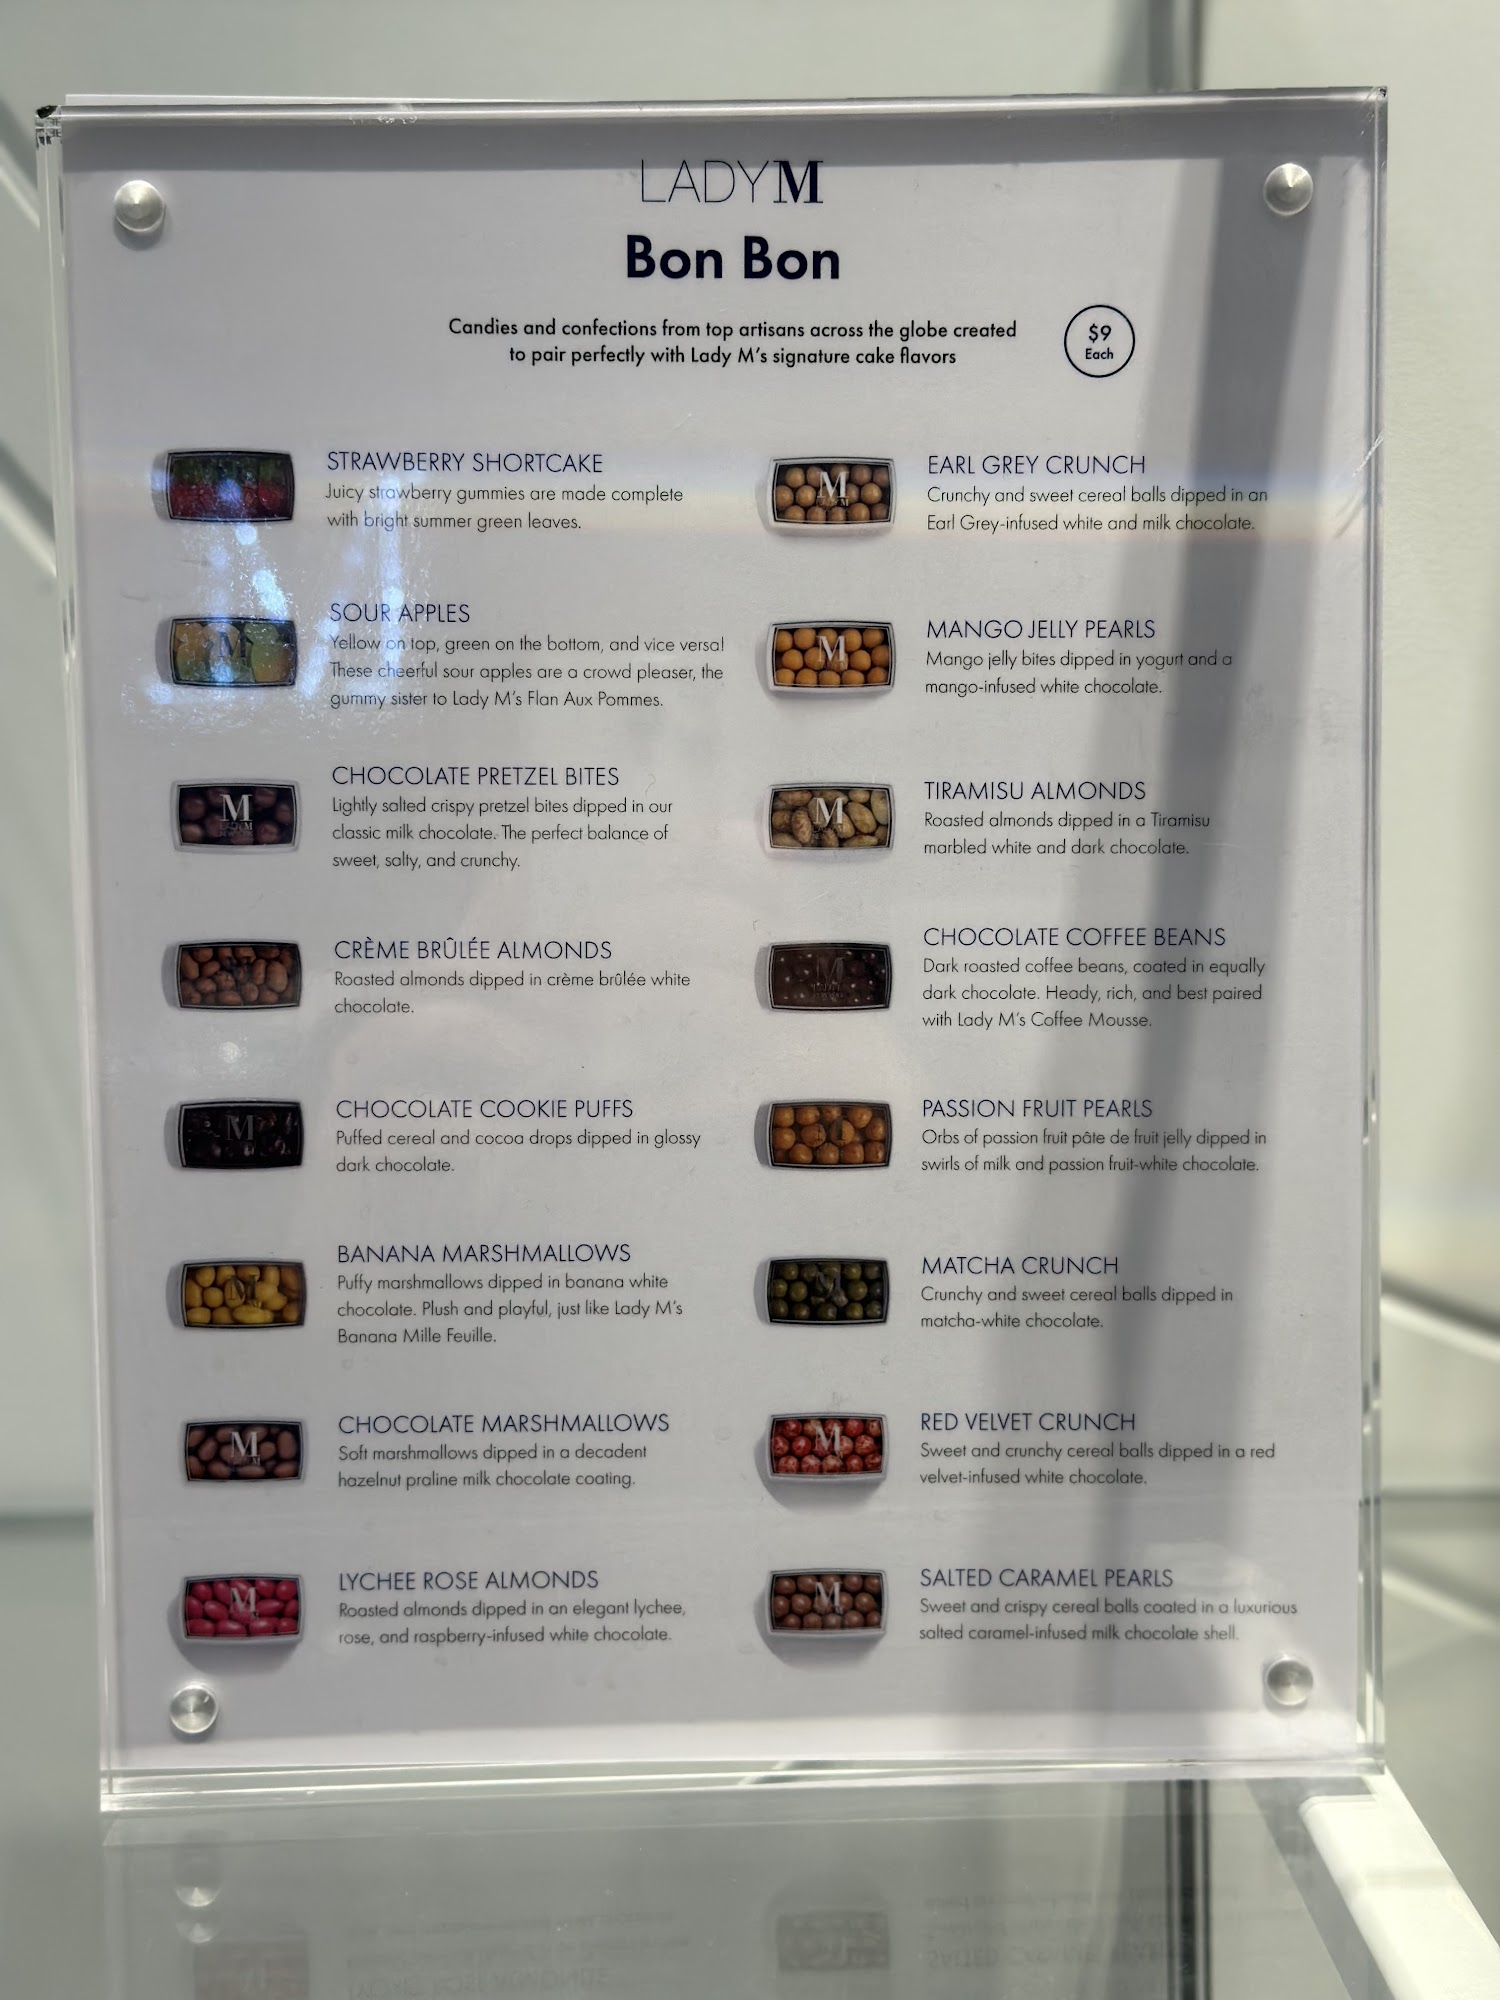 LADY M
Bon Bon
Candies and confections from top artisans across the globe created
to pair perfectly with Lady M's signature cake flavors
$9
Each
STRAWBERRY SHORTCAKE
Juicy strawberry gummies are made complete
with bright summer green leaves.
SOUR APPLES
Yellow on top, green on the bottom, and vice versa!
These cheerful sour apples are a crowd pleaser, the
gummy sister to Lady M's Flan Aux Pommes.
CHOCOLATE PRETZEL BITES
Lightly salted crispy pretzel bites dipped in our
classic milk chocolate. The perfect balance of
sweet, salty, and crunchy.
CRÈME BRÛLÉE ALMONDS
Roasted almonds dipped in crème brûlée white
chocolate.
CHOCOLATE COOKIE PUFFS
Puffed cereal and cocoa drops dipped in glossy
dark chocolate.
BANANA MARSHMALLOWS
Puffy marshmallows dipped in banana white
chocolate. Plush and playful, just like Lady M's
Banana Mille Feuille.
CHOCOLATE MARSHMALLOWS
Soft marshmallows dipped in a decadent
hazelnut praline milk chocolate coating.
LYCHEE ROSE ALMONDS
Roasted almonds dipped in an elegant lychee,
rose, and raspberry-infused white chocolate.
EARL GREY CRUNCH
Crunchy and sweet cereal balls dipped in an
Earl Grey-infused white and milk chocolate.
MANGO JELLY PEARLS
Mango jelly bites dipped in yogurt and a
mango-infused white chocolate.
TIRAMISU ALMONDS
Roasted almonds dipped in a Tiramisu
marbled white and dark chocolate.
CHOCOLATE COFFEE BEANS
Dark roasted coffee beans, coated in equally
dark chocolate. Heady, rich, and best paired
with Lady M's Coffee Mousse.
PASSION FRUIT PEARLS
Orbs of passion fruit pâte de fruit jelly dipped in
swirls of milk and passion fruit-white chocolate.
MATCHA CRUNCH
Crunchy and sweet cereal balls dipped in
matcha-white chocolate.
RED VELVET CRUNCH
Sweet and crunchy cereal balls dipped in a red
velvet-infused white chocolate.
SALTED CARAMEL PEARLS
Sweet and crispy cereal balls coated in a luxurious
salted caramel-infused milk chocolate shell.